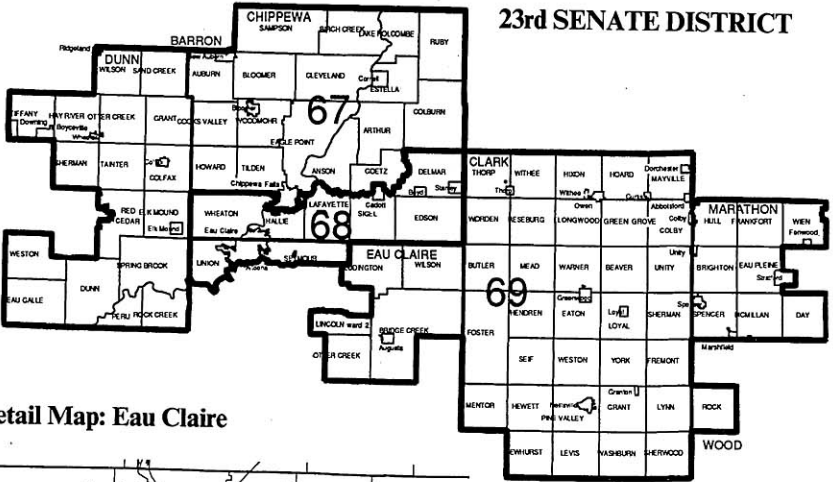 23rd SENATE DISTRICT
CHIPPEWA
SAMPSON
BIRCH CREEK
LAKE HOLCOMBE
RUBY
BARRON
Ridgeland
New Auburn
DUNN
WILSON SAND CREEK
AUBURN
BLOOMER
CLEVELAND
Cornell
ESTELLA
67
TIFFANY
Downing
Boyceville
HAY RIVER
OTTER CREEK
Wheeler
GRANT
COOKS VALLEY
Bloomer
WOODMOHR
EAGLE POINT
ARTHUR
COLBURN
SHERMAN
TAINTER
Colfax
COLFAX
HOWARD
TILDEN
Chippewa Falls
ANSON
GOETZ
DELMAR
Boyd
Stanley
Cadott
RED CEDAR
ELK MOUND
Elk Mound
WHEATON
Eau Claire
HALLIE
LAFAYETTE
68
SIGEL
EDSON
WESTON
EAU GALLE
DUNN
SPRING BROOK
PERU
ROCK CREEK
UNION
Altoona
SEYMOUR
EAU CLAIRE
LUDINGTON
WILSON
LINCOLN ward 2
BRIDGE CREEK
Augusta
OTTER CREEK
CLARK
THORP
Thorp
WITHEE
HIXON
HOARD
Dorchester
MAYVILLE
Withee
Owen
Curtiss
Abbotsford
WORDEN
RESEBURG
LONGWOOD
GREEN GROVE
Colby
COLBY
BUTLER
MEAD
WARNER
BEAVER
UNITY
Unity
69
Greenwood
EATON
Loyal
LOYAL
SHERMAN
HENDREN
FOSTER
SEIF
WESTON
YORK
FREMONT
MENTOR
HEWETT
Neillsville
PINE VALLEY
Granton
GRANT
LYNN
DEWHURST
LEVIS
WASHBURN
SHERWOOD
MARATHON
HULL
FRANKFORT
WIEN
Fenwood
BRIGHTON
EAU PLEINE
Stratford
Spencer
SPENCER
McMILLAN
DAY
Marshfield
ROCK
WOOD
etail Map: Eau Claire